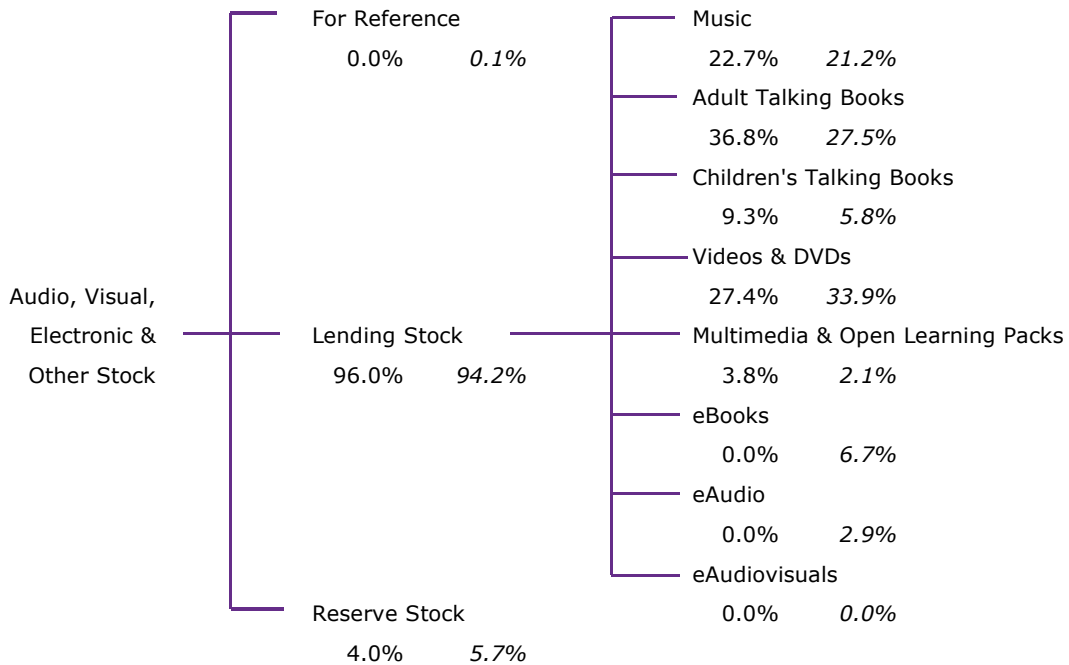 Audio, Visual,
Electronic &
Other Stock
For Reference
0.0% 0.1%
Lending Stock
96.0% 94.2%
Reserve Stock
4.0% 5.7%
Music
22.7% 21.2%
Adult Talking Books
36.8% 27.5%
Children's Talking Books
9.3% 5.8%
Videos & DVDs
27.4% 33.9%
Multimedia & Open Learning Packs
3.8% 2.1%
eBooks
0.0% 6.7%
eAudio
0.0% 2.9%
eAudiovisuals
0.0% 0.0%